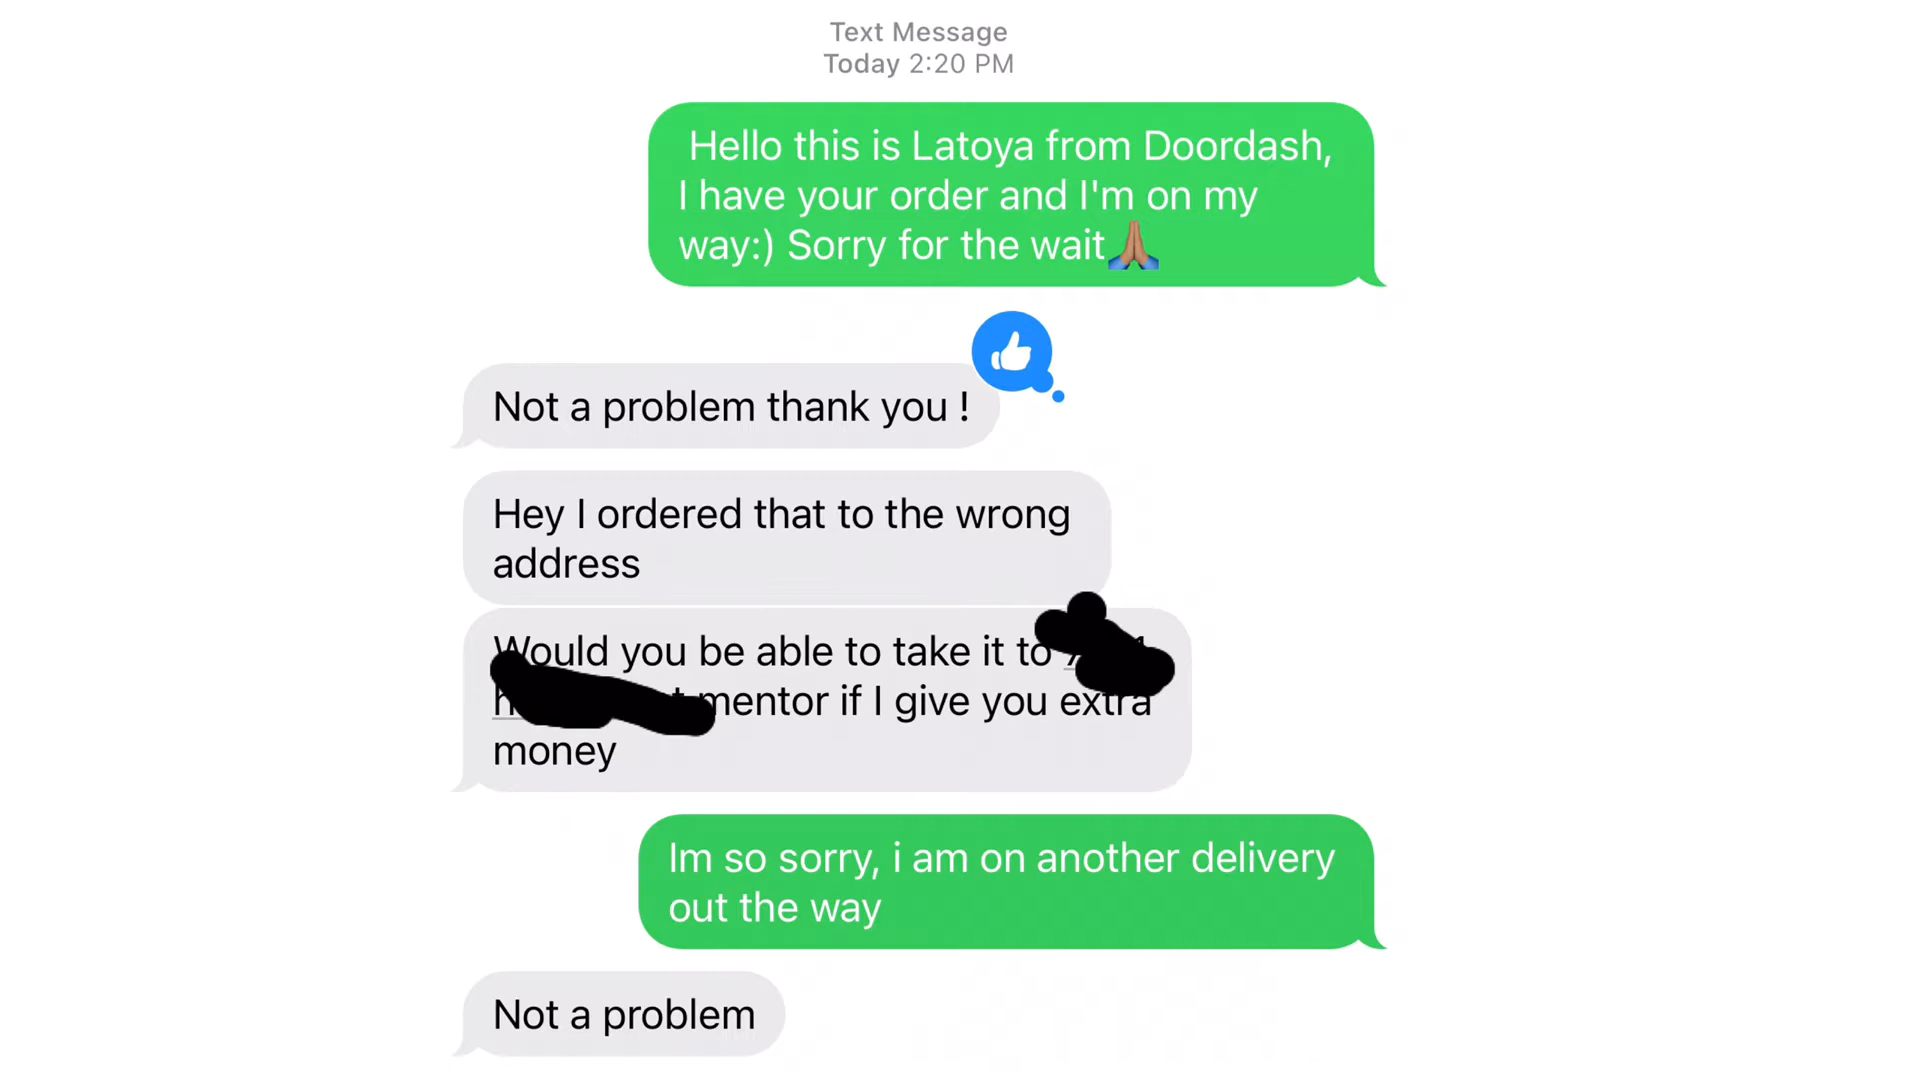 Text Message
Today 2:20 PM
Hello this is Latoya from Doordash,
I have your order and I'm on my
way:) Sorry for the wait🙏🏽
Not a problem thank you !
Hey I ordered that to the wrong
address
Would you be able to take it to
mentor if I give you extra
money
Im so sorry, i am on another delivery
out the way
Not a problem